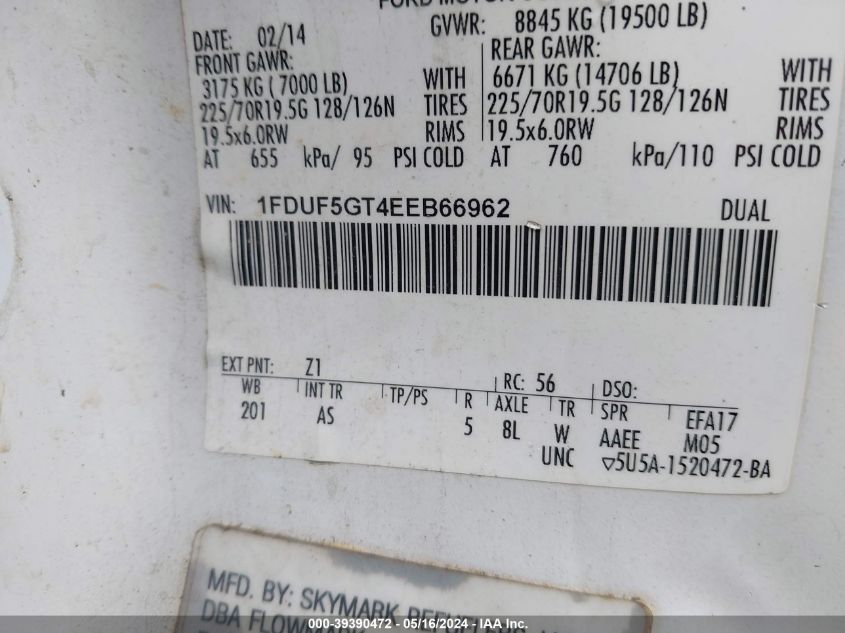 GVWR: 8845 KG (19500 LB)
DATE: 02/14
FRONT GAWR: REAR GAWR:
3175 KG ( 7000 LB) WITH 6671 KG (14706 LB) WITH
225/70R19.5G 128/126N TIRES 225/70R19.5G 128/126N TIRES
19.5x6.0RW RIMS 19.5x6.0RW RIMS
AT 655 kPa/ 95 PSI COLD AT 760 kPa/110 PSI COLD
VIN: 1FDUF5GT4EEB66962 DUAL
EXT PNT: Z1 RC: 56 DSO:
WB INT TR TP/PS R AXLE TR SPR EFA17
201 AS 5 8L W AAEE M05
UNC ▽5U5A-1520472-BA
MFD. BY: SKYMARK REFUELERS
DBA
000-39390472 - 05/16/2024 - COPYRIGHT IAA